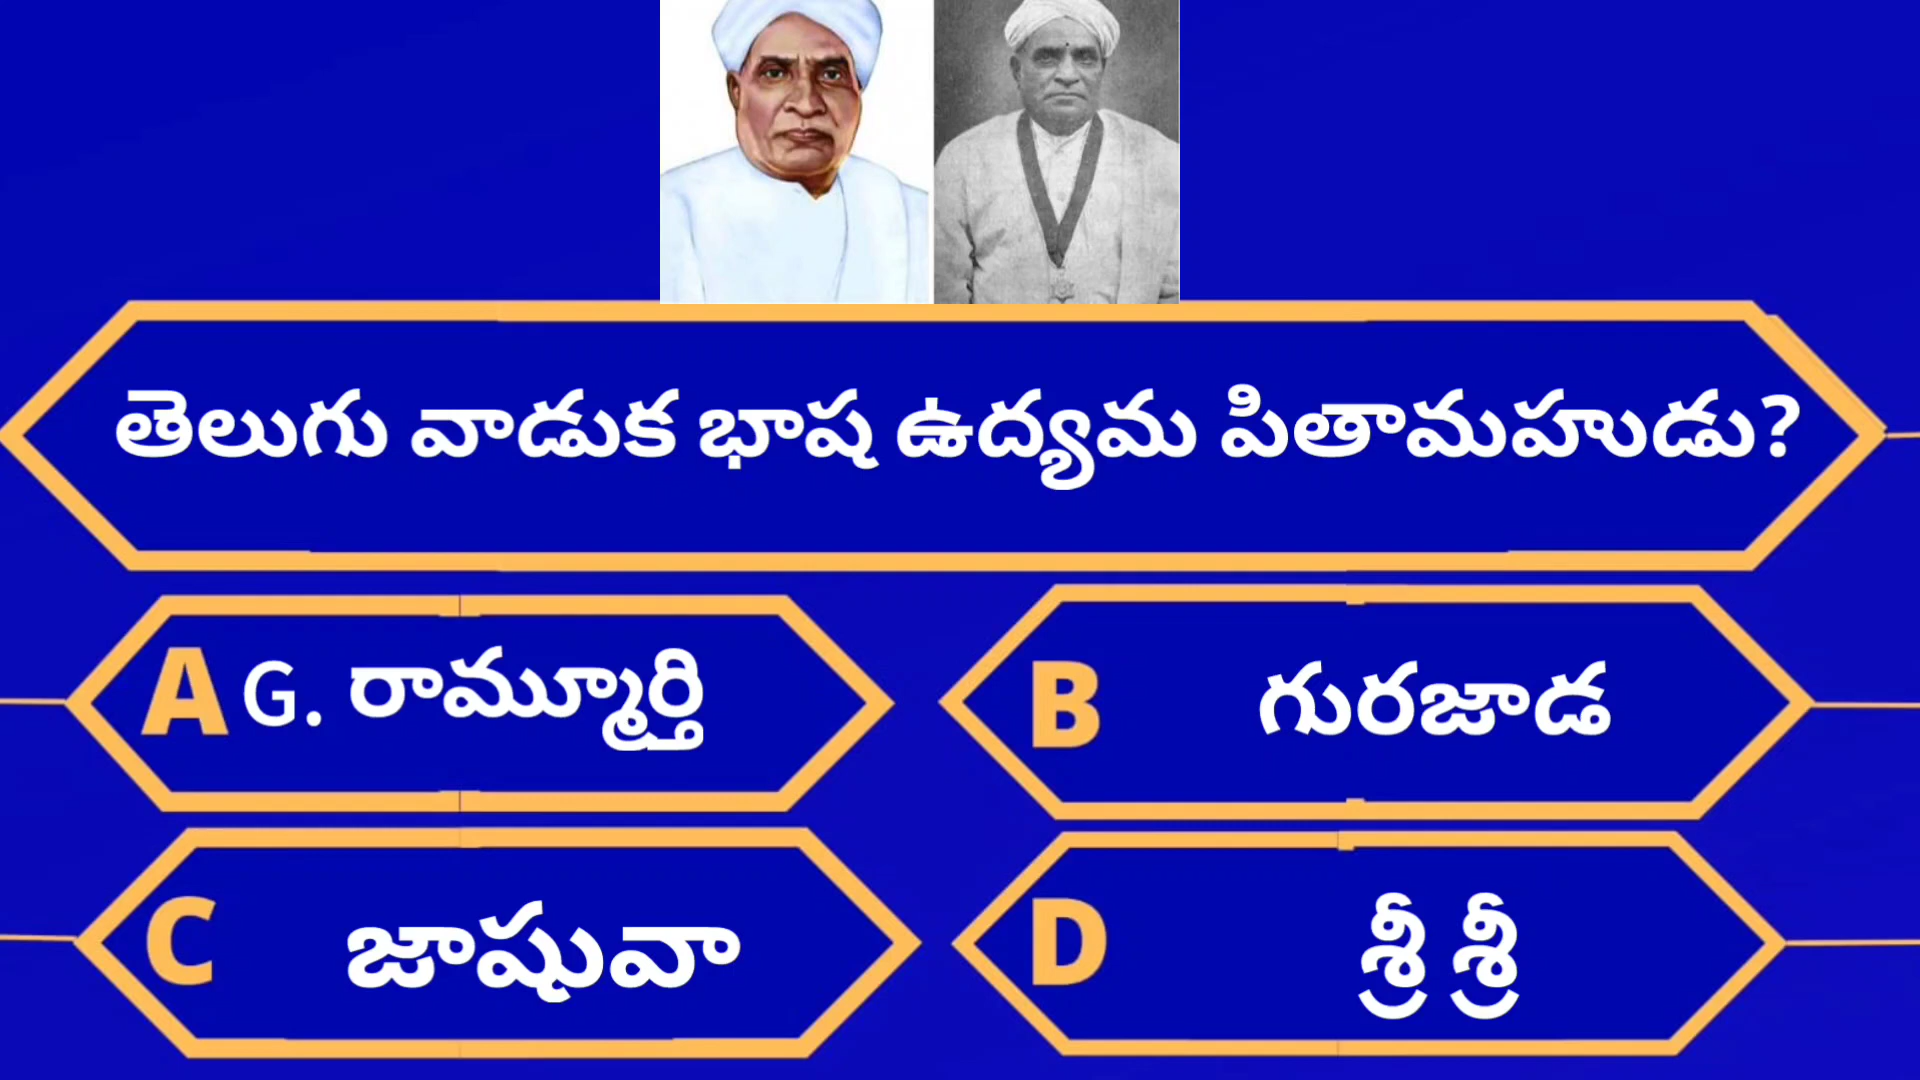 తెలుగు వాడుక భాష ఉద్యమ పితామహుడు?
A G. రామ్మూర్తి
B గురజాడ
C జాషువా
D శ్రీ శ్రీ